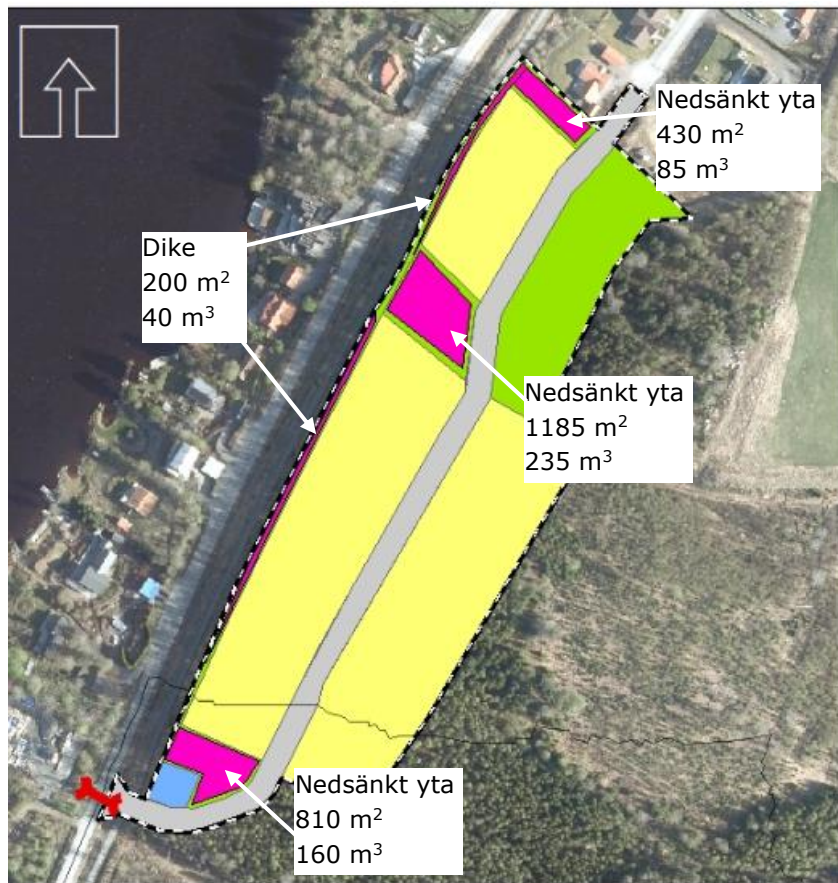 Nedsänkt yta
430 m²
85 m³
Dike
200 m²
40 m³
Nedsänkt yta
1185 m²
235 m³
Nedsänkt yta
810 m²
160 m³